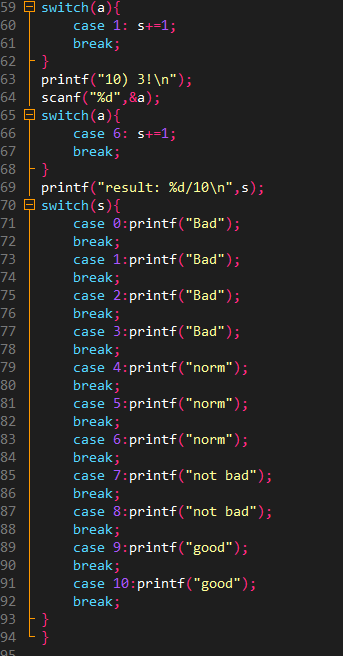 59 switch(a){
60 case 1: s+=1;
61 break;
62 }
63 printf("10) 3!\n");
64 scanf("%d",&a);
65 switch(a){
66 case 6: s+=1;
67 break;
68 }
69 printf("result: %d/10\n",s);
70 switch(s){
71 case 0:printf("Bad");
72 break;
73 case 1:printf("Bad");
74 break;
75 case 2:printf("Bad");
76 break;
77 case 3:printf("Bad");
78 break;
79 case 4:printf("norm");
80 break;
81 case 5:printf("norm");
82 break;
83 case 6:printf("norm");
84 break;
85 case 7:printf("not bad");
86 break;
87 case 8:printf("not bad");
88 break;
89 case 9:printf("good");
90 break;
91 case 10:printf("good");
92 break;
93 }
94 }
95